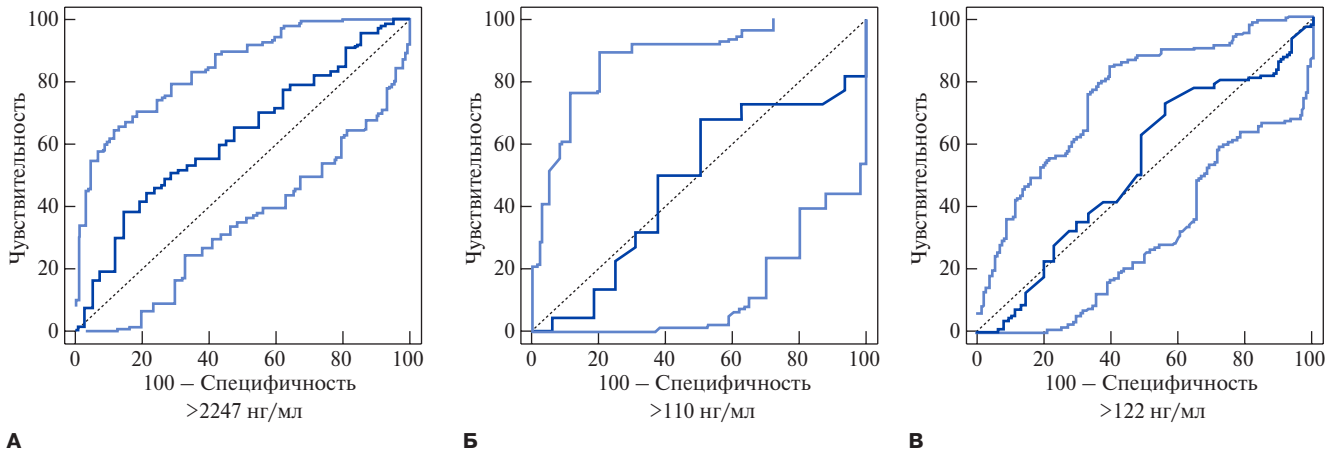 Чувствительность
100
80
60
40
20
0
0 20 40 60 80 100
100 – Специфичность
>2247 нг/мл
А
Чувствительность
100
80
60
40
20
0
0 20 40 60 80 100
100 – Специфичность
>110 нг/мл
Б
Чувствительность
100
80
60
40
20
0
0 20 40 60 80 100
100 – Специфичность
>122 нг/мл
В